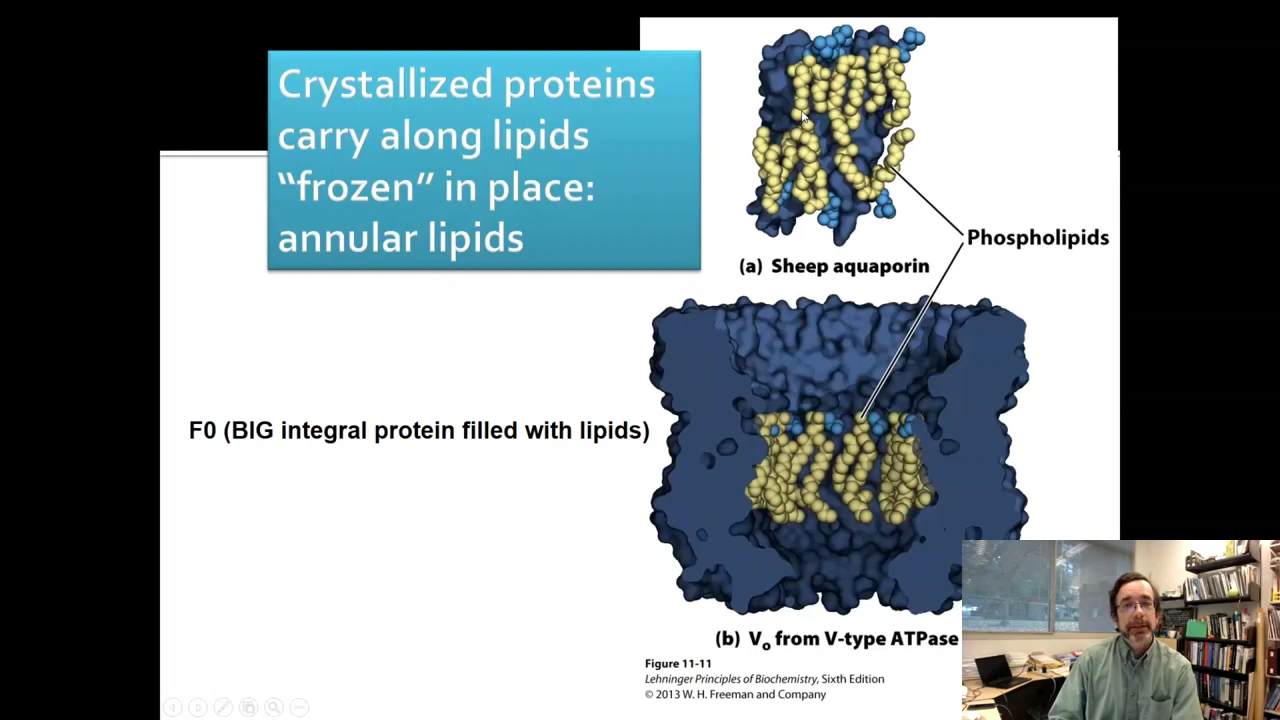 Crystallized proteins
carry along lipids
“frozen” in place:
annular lipids
Phospholipids
(a) Sheep aquaporin
F0 (BIG integral protein filled with lipids)
(b) Vo from V-type ATPase
Figure 11-11
Lehninger Principles of Biochemistry, Sixth Edition
© 2013 W. H. Freeman and Company